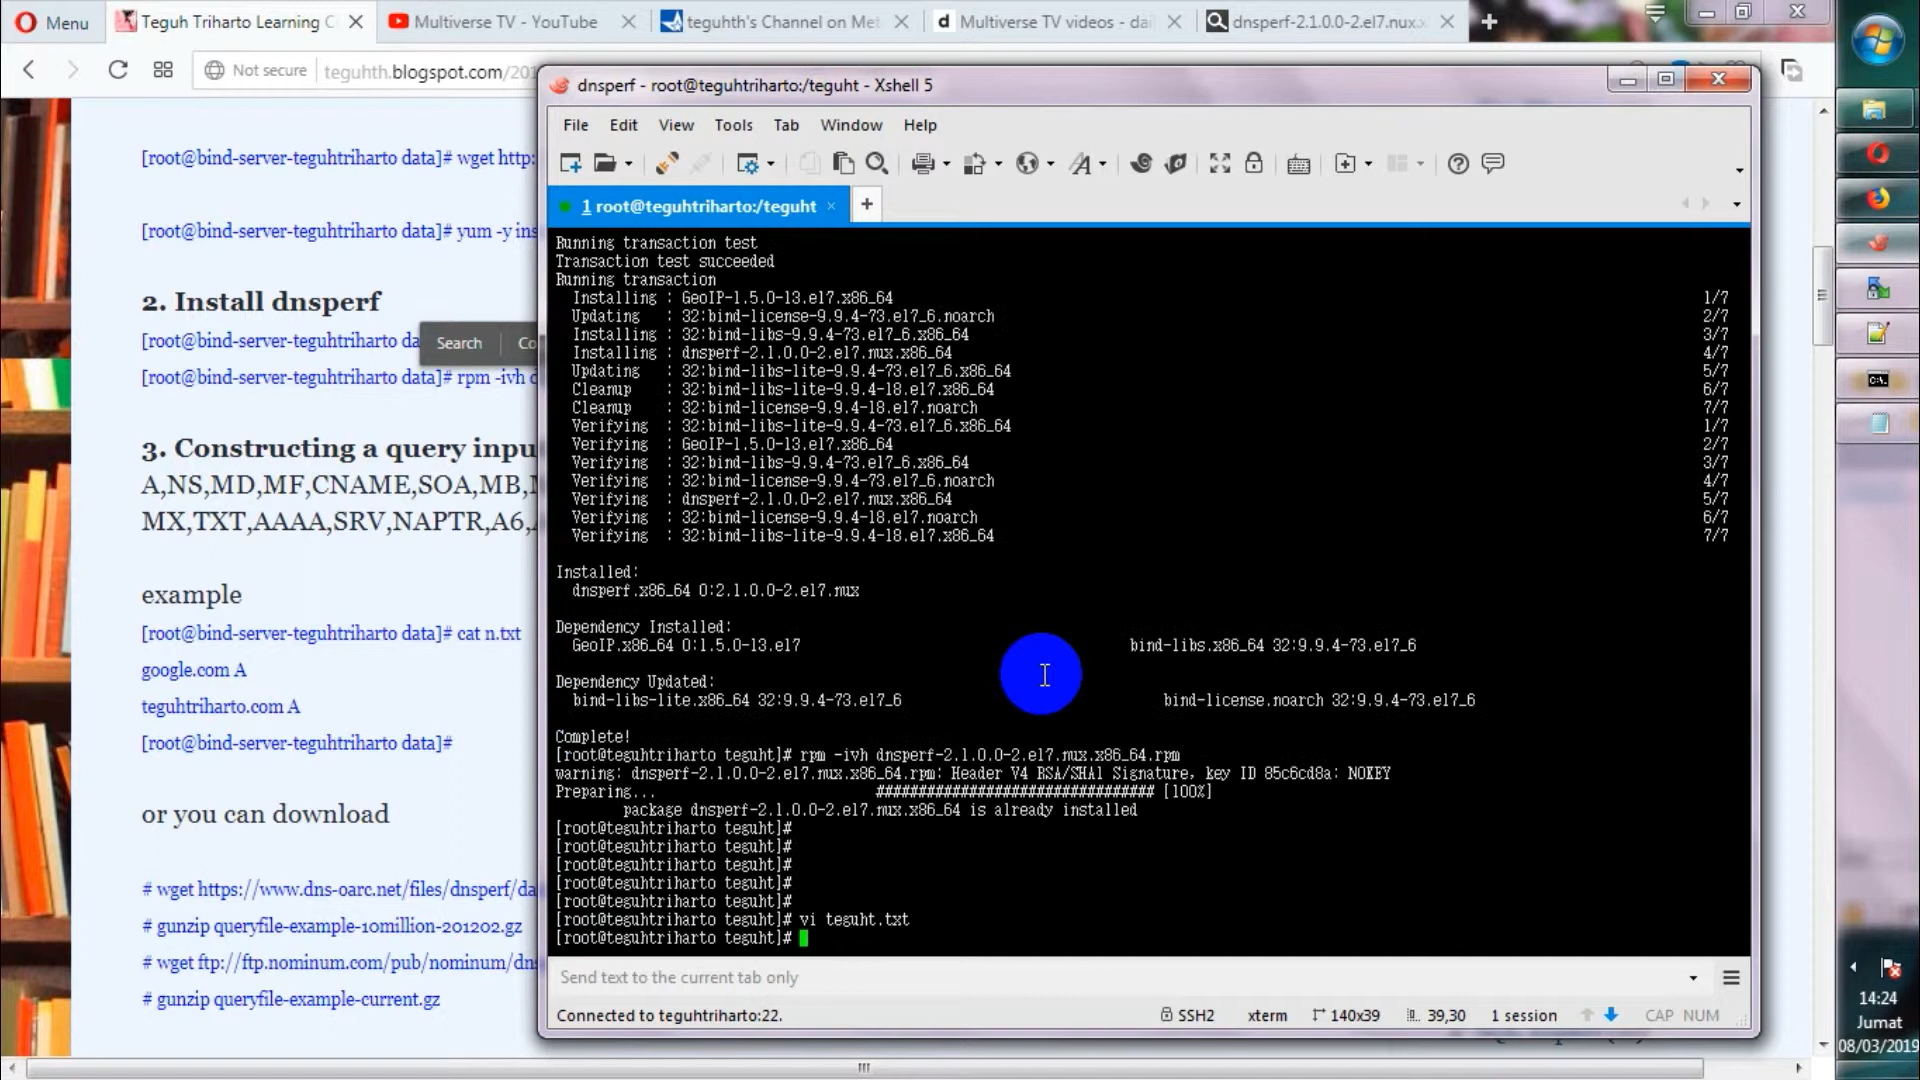 Menu
Teguh Triharto Learning C
Multiverse TV - YouTube
teguhth's Channel on Met
Multiverse TV videos - dai
dnsperf-2.1.0.0-2.el7.nux.x
Not secure
teguhth.blogspot.com/201
[root@bind-server-teguhtriharto data]# wget http:
[root@bind-server-teguhtriharto data]# yum -y ins
2. Install dnsperf
[root@bind-server-teguhtriharto da
Search
Co
[root@bind-server-teguhtriharto data]# rpm -ivh d
3. Constructing a query inpu
A,NS,MD,MF,CNAME,SOA,MB,M
MX,TXT,AAAA,SRV,NAPTR,A6,
example
[root@bind-server-teguhtriharto data]# cat n.txt
google.com A
teguhtriharto.com A
[root@bind-server-teguhtriharto data]#
or you can download
# wget https://www.dns-oarc.net/files/dnsperf/da
# gunzip queryfile-example-10million-201202.gz
# wget ftp://ftp.nominum.com/pub/nominum/dns
# gunzip queryfile-example-current.gz
dnsperf - root@teguhtriharto:/teguht - Xshell 5
File Edit View Tools Tab Window Help
1 root@teguhtriharto:/teguht
Running transaction test
Transaction test succeeded
Running transaction
Installing : GeoIP-1.5.0-13.el7.x86_64 1/7
Updating : 32:bind-license-9.9.4-73.el7_6.noarch 2/7
Installing : 32:bind-libs-9.9.4-73.el7_6.x86_64 3/7
Installing : dnsperf-2.1.0.0-2.el7.nux.x86_64 4/7
Updating : 32:bind-libs-lite-9.9.4-73.el7_6.x86_64 5/7
Cleanup : 32:bind-libs-lite-9.9.4-18.el7.x86_64 6/7
Cleanup : 32:bind-license-9.9.4-18.el7.noarch 7/7
Verifying : 32:bind-libs-lite-9.9.4-73.el7_6.x86_64 1/7
Verifying : GeoIP-1.5.0-13.el7.x86_64 2/7
Verifying : 32:bind-libs-9.9.4-73.el7_6.x86_64 3/7
Verifying : 32:bind-license-9.9.4-73.el7_6.noarch 4/7
Verifying : dnsperf-2.1.0.0-2.el7.nux.x86_64 5/7
Verifying : 32:bind-license-9.9.4-18.el7.noarch 6/7
Verifying : 32:bind-libs-lite-9.9.4-18.el7.x86_64 7/7
Installed:
dnsperf.x86_64 0:2.1.0.0-2.el7.nux
Dependency Installed:
GeoIP.x86_64 0:1.5.0-13.el7 bind-libs.x86_64 32:9.9.4-73.el7_6
Dependency Updated:
bind-libs-lite.x86_64 32:9.9.4-73.el7_6 bind-license.noarch 32:9.9.4-73.el7_6
Complete!
[root@teguhtriharto teguht]# rpm -ivh dnsperf-2.1.0.0-2.el7.nux.x86_64.rpm
warning: dnsperf-2.1.0.0-2.el7.nux.x86_64.rpm: Header V4 RSA/SHA1 Signature, key ID 85c6cd8a: NOKEY
Preparing... ################################# [100%]
package dnsperf-2.1.0.0-2.el7.nux.x86_64 is already installed
[root@teguhtriharto teguht]#
[root@teguhtriharto teguht]#
[root@teguhtriharto teguht]#
[root@teguhtriharto teguht]#
[root@teguhtriharto teguht]#
[root@teguhtriharto teguht]# vi teguht.txt
[root@teguhtriharto teguht]#
Send text to the current tab only
Connected to teguhtriharto:22. SSH2 xterm 140x39 39,30 1 session CAP NUM
14:24
Jumat
08/03/2019